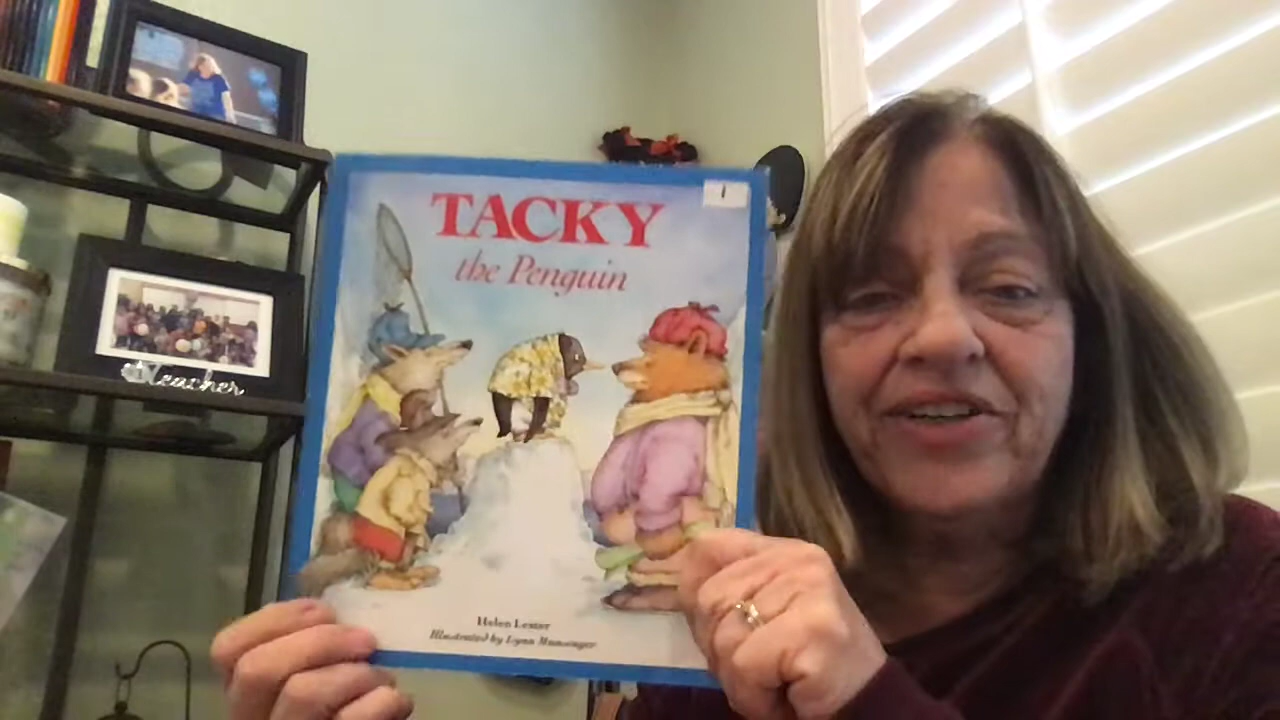 TACKY
the Penguin
1
Helen Lester
Illustrated by Lynn Munsinger
Teacher